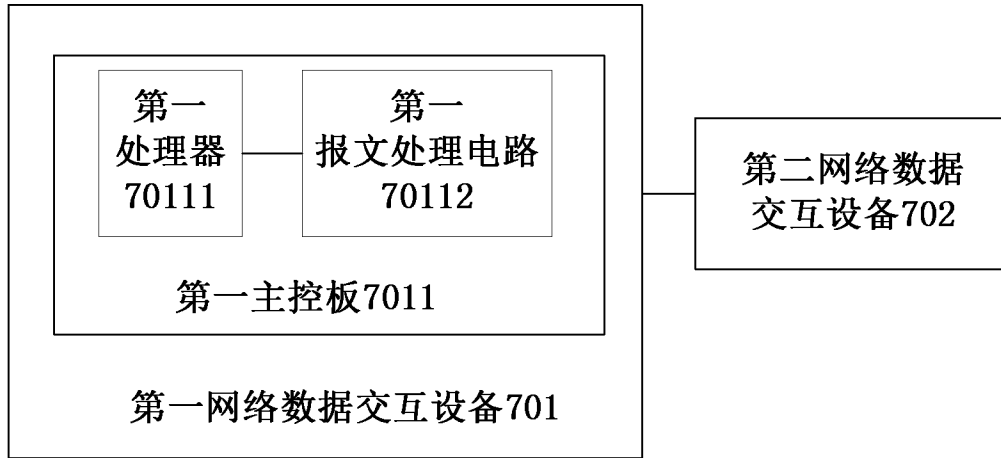 第一
处理器
70111
第一
报文处理电路
70112
第一主控板7011
第一网络数据交互设备701
第二网络数据
交互设备702